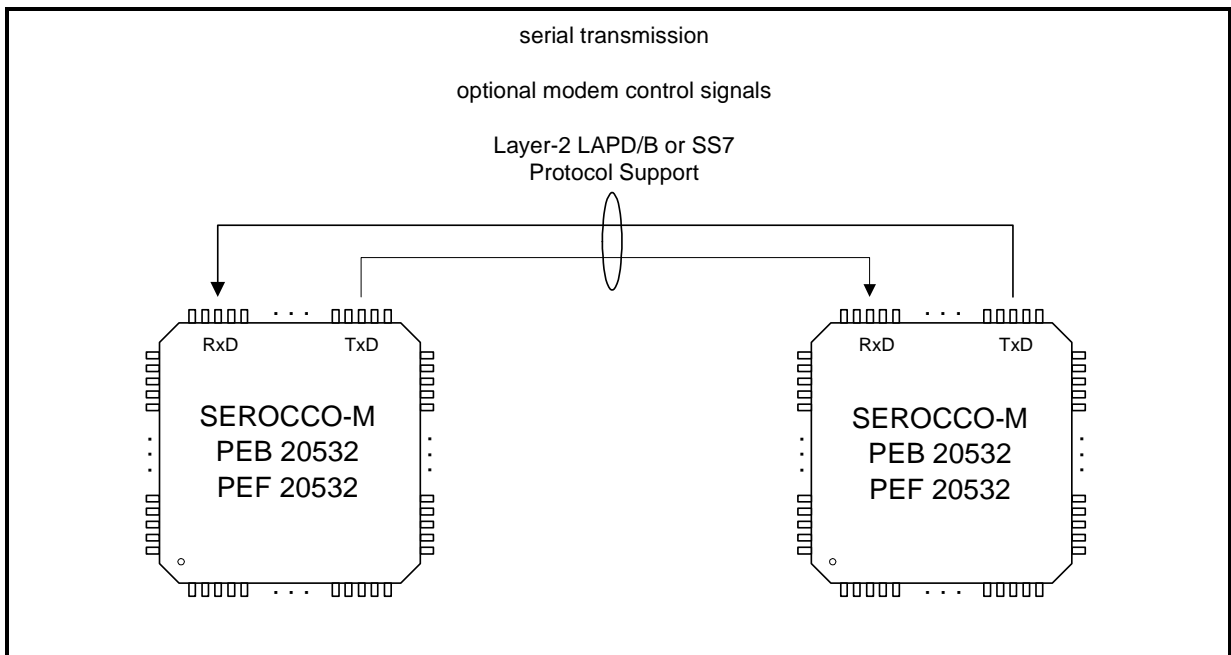 serial transmission
optional modem control signals
Layer-2 LAPD/B or SS7
Protocol Support
RxD
TxD
SEROCCO-M
PEB 20532
PEF 20532
RxD
TxD
SEROCCO-M
PEB 20532
PEF 20532